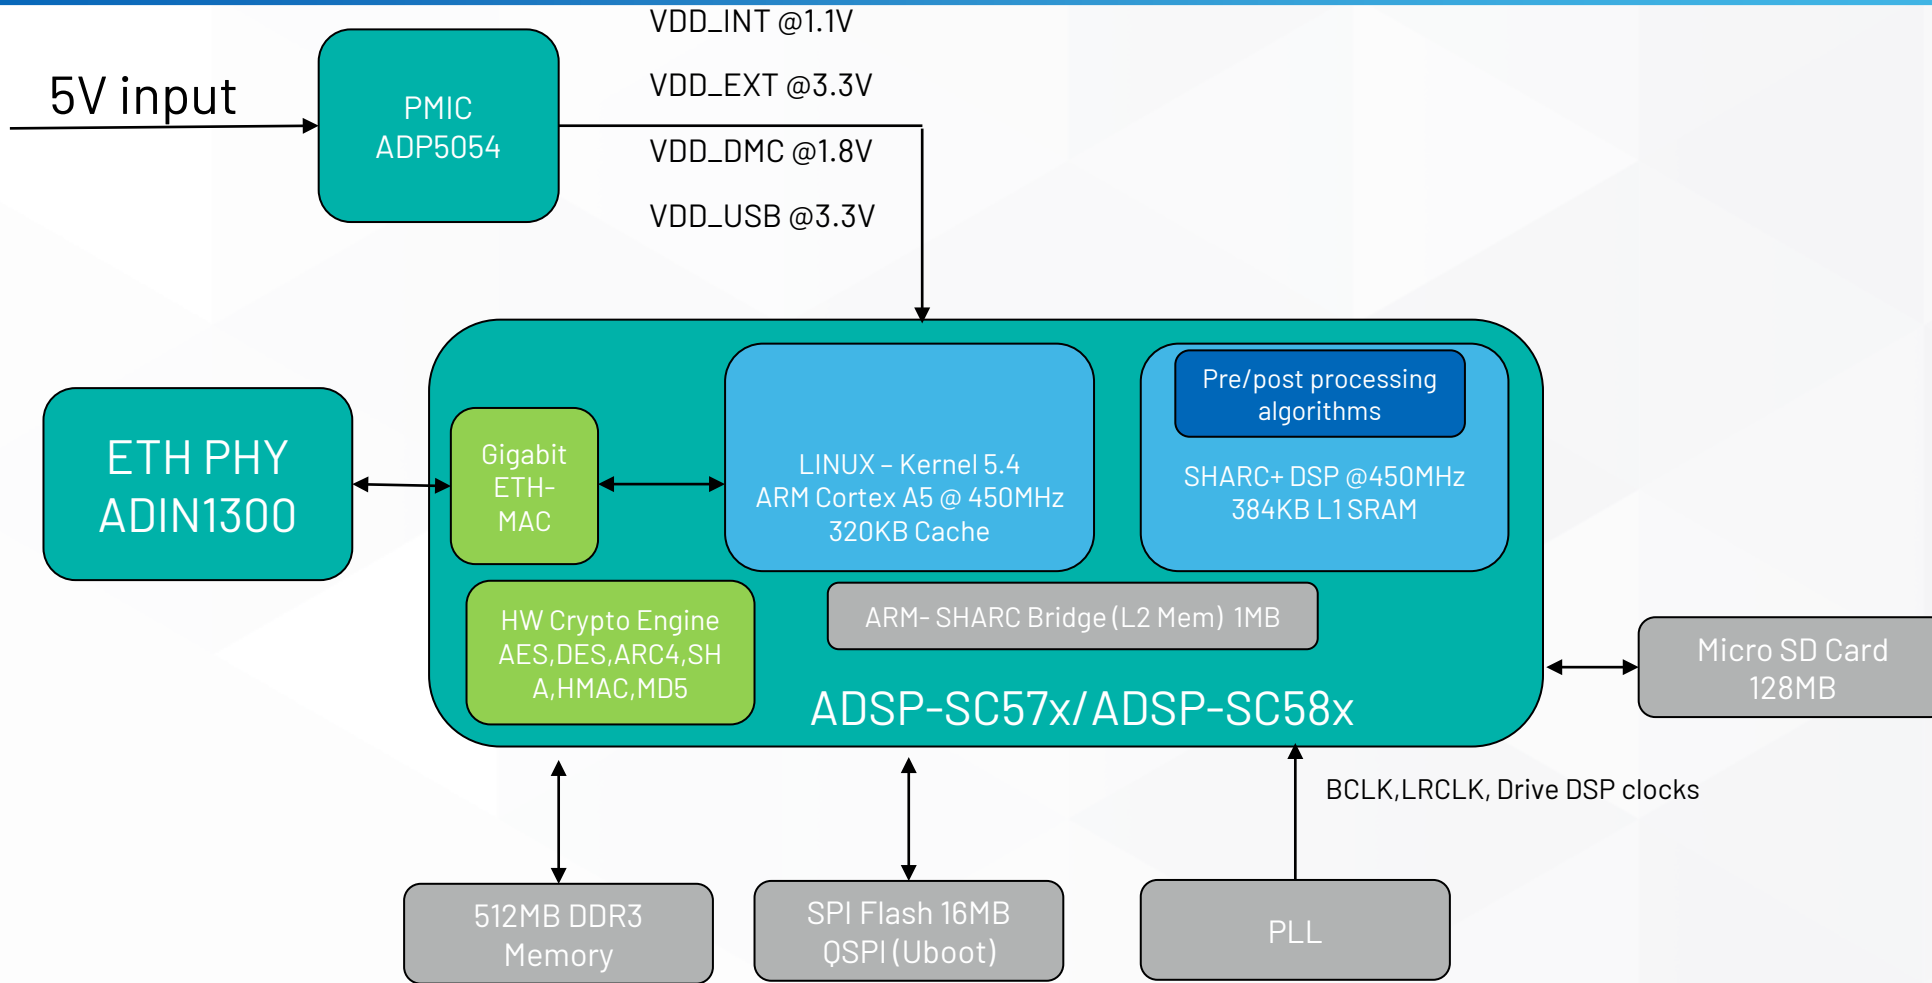 VDD_INT @1.1V
VDD_EXT @3.3V
VDD_DMC @1.8V
VDD_USB @3.3V
5V input
PMIC
ADP5054
ETH PHY
ADIN1300
Gigabit
ETH-
MAC
LINUX – Kernel 5.4
ARM Cortex A5 @ 450MHz
320KB Cache
Pre/post processing
algorithms
SHARC+ DSP @450MHz
384KB L1 SRAM
HW Crypto Engine
AES,DES,ARC4,SH
A,HMAC,MD5
ARM- SHARC Bridge (L2 Mem) 1MB
ADSP-SC57x/ADSP-SC58x
Micro SD Card
128MB
BCLK,LRCLK, Drive DSP clocks
512MB DDR3
Memory
SPI Flash 16MB
QSPI (Uboot)
PLL